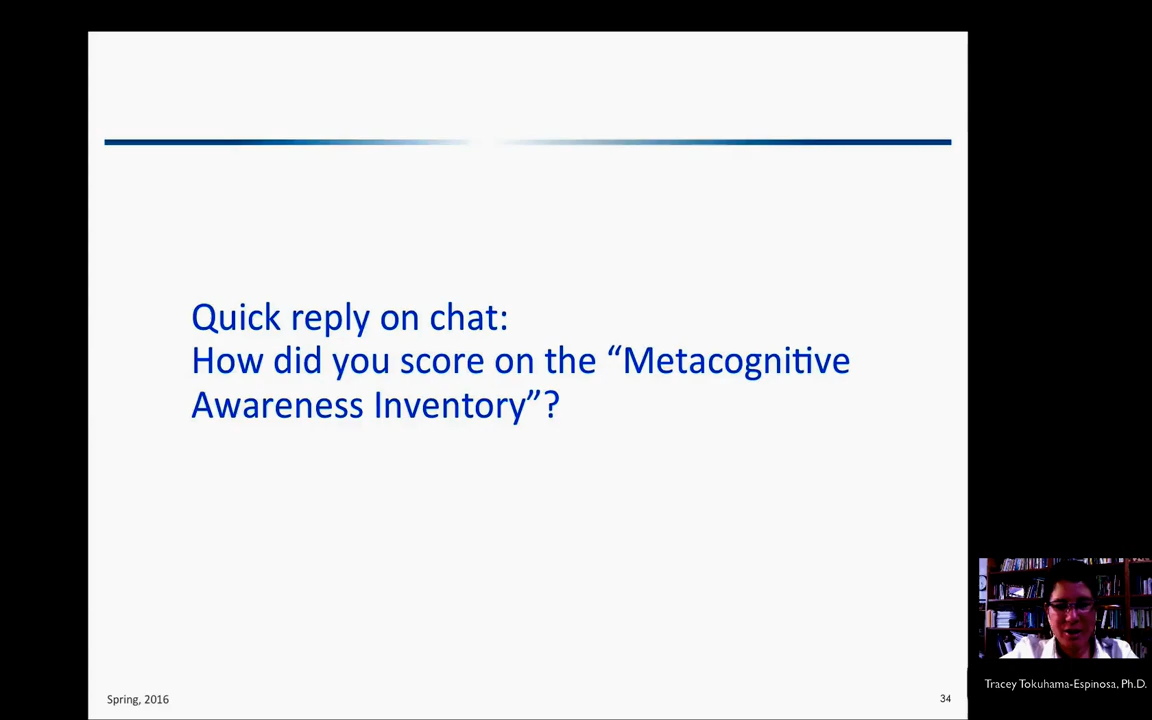 Quick reply on chat:
How did you score on the “Metacognitive
Awareness Inventory”?
Tracey Tokuhama-Espinosa, Ph.D.
Spring, 2016
34